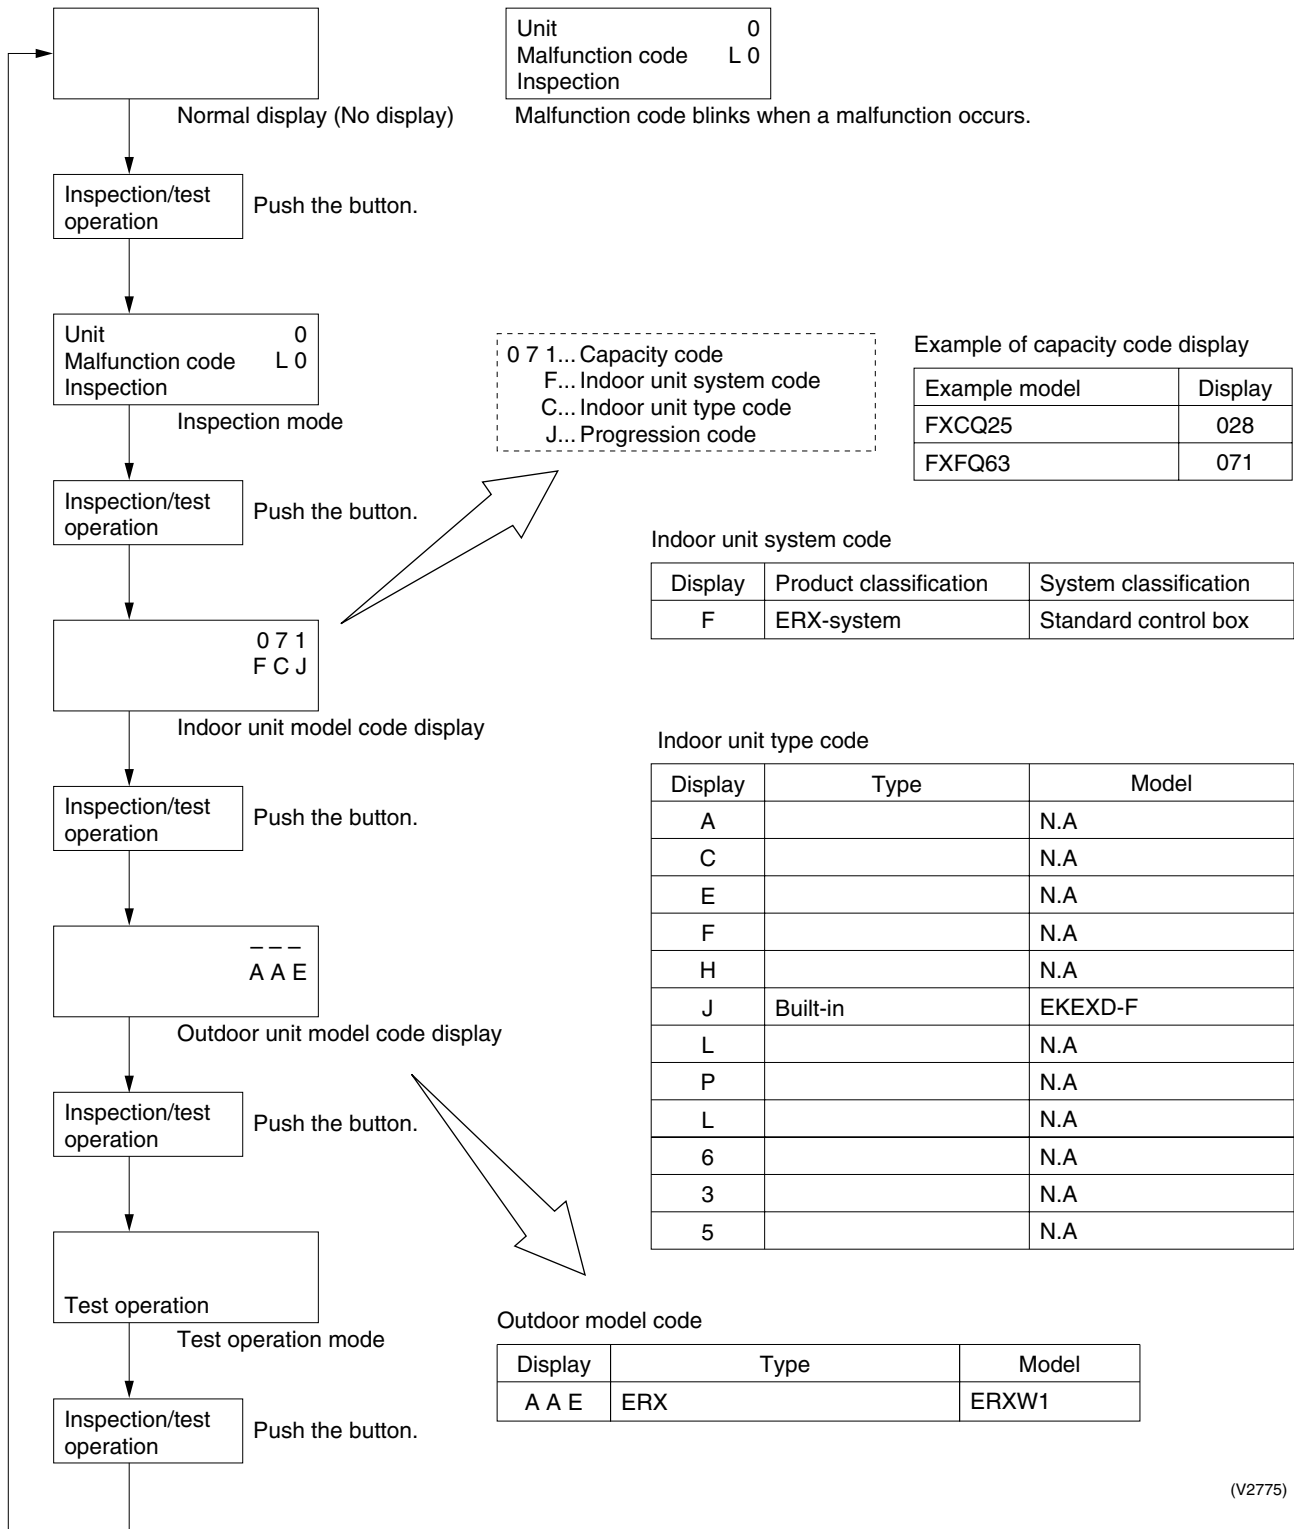 Normal display (No display)
Unit 0
Malfunction code L 0
Inspection
Malfunction code blinks when a malfunction occurs.
Inspection/test
operation
Push the button.
Unit 0
Malfunction code L 0
Inspection
Inspection mode
0 7 1... Capacity code
F... Indoor unit system code
C... Indoor unit type code
J... Progression code
Example of capacity code display
Example model Display
FXCQ25 028
FXFQ63 071
Inspection/test
operation
Push the button.
Indoor unit system code
Display Product classification System classification
F ERX-system Standard control box
0 7 1
F C J
Indoor unit model code display
Indoor unit type code
Display Type Model
A N.A
C N.A
E N.A
F N.A
H N.A
J Built-in EKEXD-F
L N.A
P N.A
L N.A
6 N.A
3 N.A
5 N.A
Inspection/test
operation
Push the button.
– – –
A A E
Outdoor unit model code display
Inspection/test
operation
Push the button.
Test operation
Test operation mode
Outdoor model code
Display Type Model
A A E ERX ERXW1
Inspection/test
operation
Push the button.
(V2775)